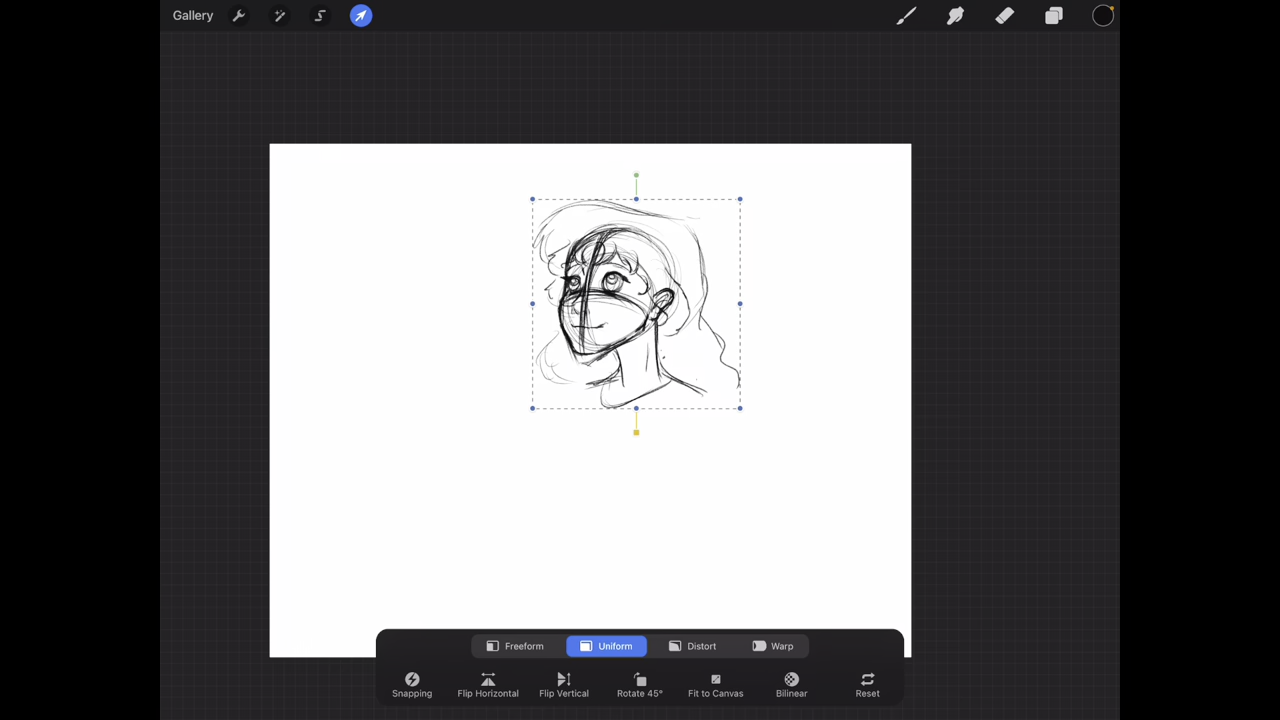 Gallery
Freeform Uniform Distort Warp
Snapping Flip Horizontal Flip Vertical Rotate 45° Fit to Canvas Bilinear Reset